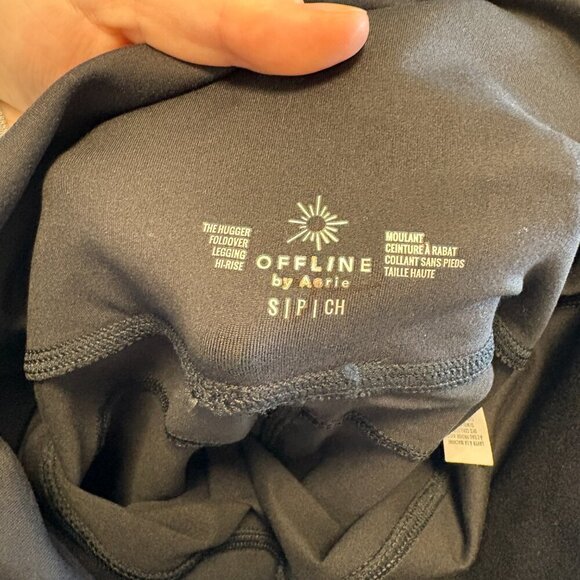 THE HUGGER
FOLDOVER
LEGGING
HI-RISE
OFFLINE
by Aerie
S | P | CH
MOULANT
CEINTURE À RABAT
COLLANT SANS PIEDS
TAILLE HAUTE